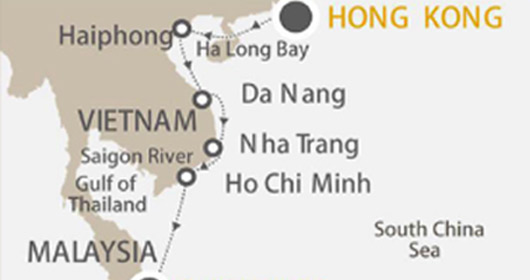 HONG KONG
Haiphong
Ha Long Bay
Da Nang
VIETNAM
Nha Trang
Saigon River
Gulf of
Thailand
Ho Chi Minh
South China
Sea
MALAYSIA